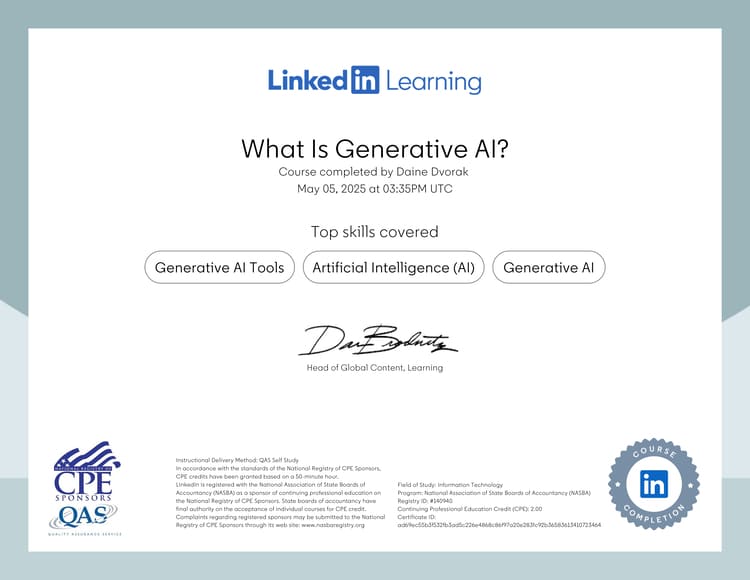 Linked in Learning
What Is Generative AI?
Course completed by Daine Dvorak
May 05, 2025 at 03:35PM UTC
Top skills covered
Generative AI Tools
Artificial Intelligence (AI)
Generative AI
Head of Global Content, Learning
NATIONAL REGISTRY OF
CPE
SPONSORS
QAS
QUALITY ASSURANCE SERVICE
Instructional Delivery Method: QAS Self Study
In accordance with the standards of the National Registry of CPE Sponsors,
CPE credits have been granted based on a 50-minute hour.
LinkedIn is registered with the National Association of State Boards of
Accountancy (NASBA) as a sponsor of continuing professional education on
the National Registry of CPE Sponsors. State boards of accountancy have
final authority on the acceptance of individual courses for CPE credit.
Complaints regarding registered sponsors may be submitted to the National
Registry of CPE Sponsors through its web site: www.nasbaregistry.org
Field of Study: Information Technology
Program: National Association of State Boards of Accountancy (NASBA)
Registry ID: #140940
Continuing Professional Education Credit (CPE): 2.00
Certificate ID:
COURSE
in
COMPLETION